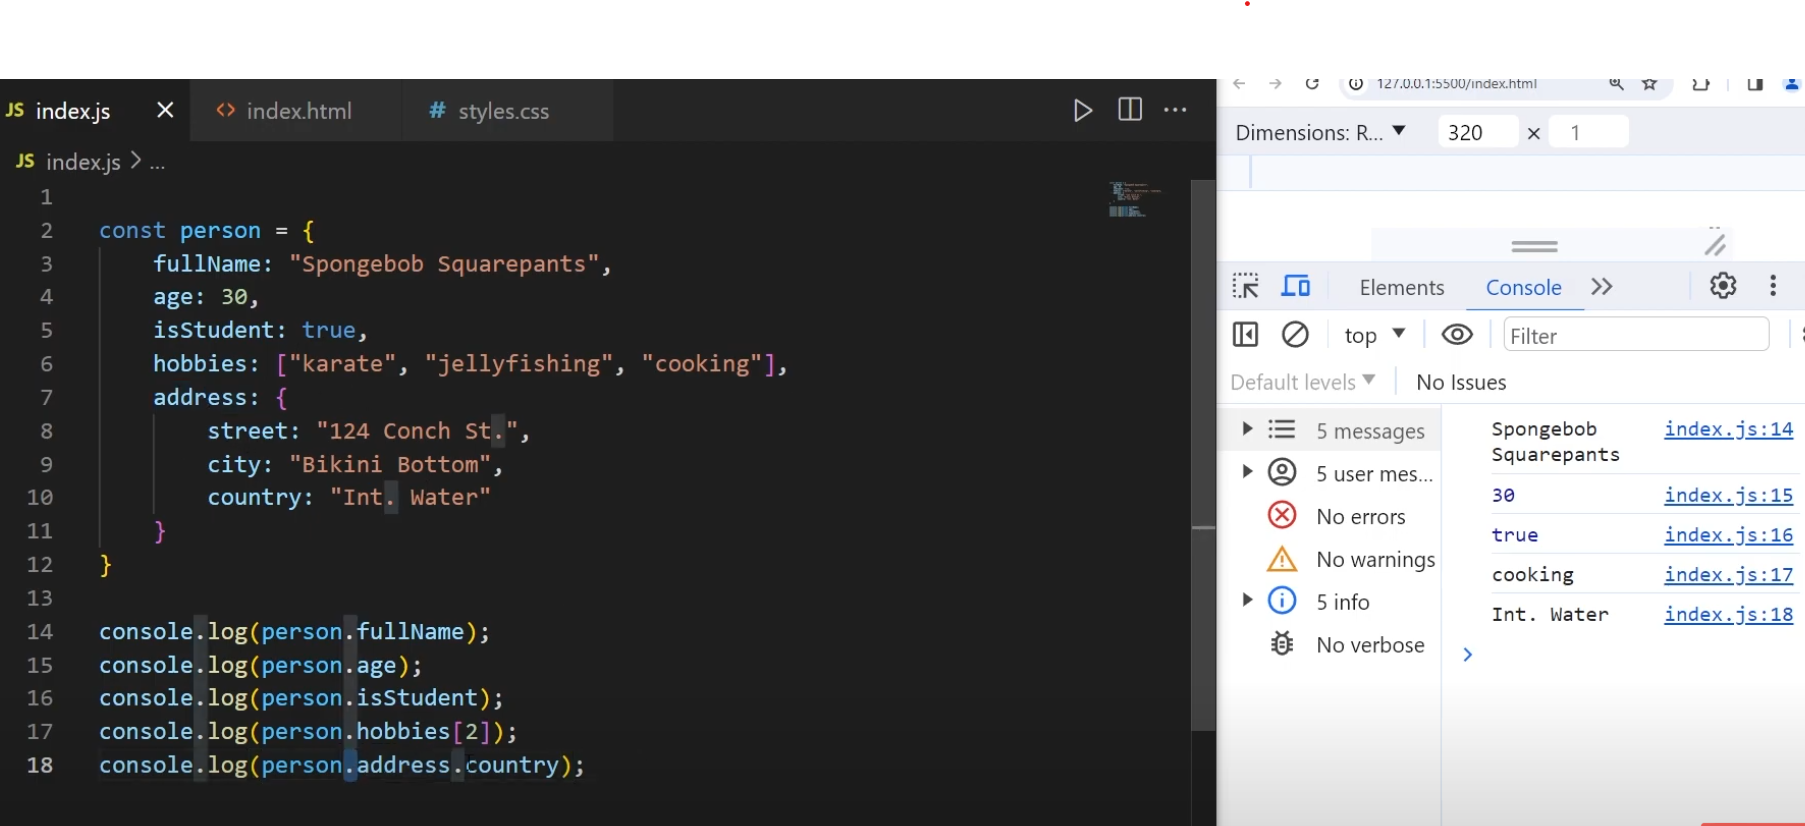 JS index.js × <> index.html # styles.css
JS index.js > ...
1
2 const person = {
3 fullName: "Spongebob Squarepants",
4 age: 30,
5 isStudent: true,
6 hobbies: ["karate", "jellyfishing", "cooking"],
7 address: {
8 street: "124 Conch St.",
9 city: "Bikini Bottom",
10 country: "Int. Water"
11 }
12 }
13
14 console.log(person.fullName);
15 console.log(person.age);
16 console.log(person.isStudent);
17 console.log(person.hobbies[2]);
18 console.log(person.address.country);
127.0.0.1:5500/index.html
Dimensions: R... 320 × 1
Elements Console
top Filter
Default levels No Issues
5 messages
5 user mes...
No errors
No warnings
5 info
No verbose
Spongebob index.js:14
Squarepants
30 index.js:15
true index.js:16
cooking index.js:17
Int. Water index.js:18